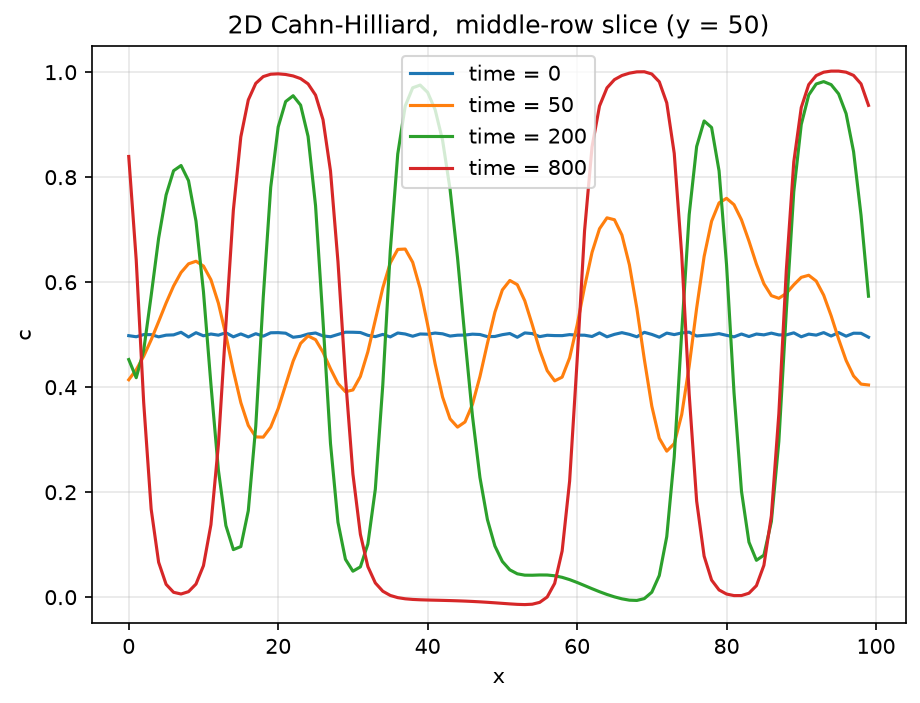 2D Cahn-Hilliard,  middle-row slice (y = 50)
time = 0
time = 50
time = 200
time = 800
1.0
0.8
0.6
0.4
0.2
0.0
c
0
20
40
60
80
100
x